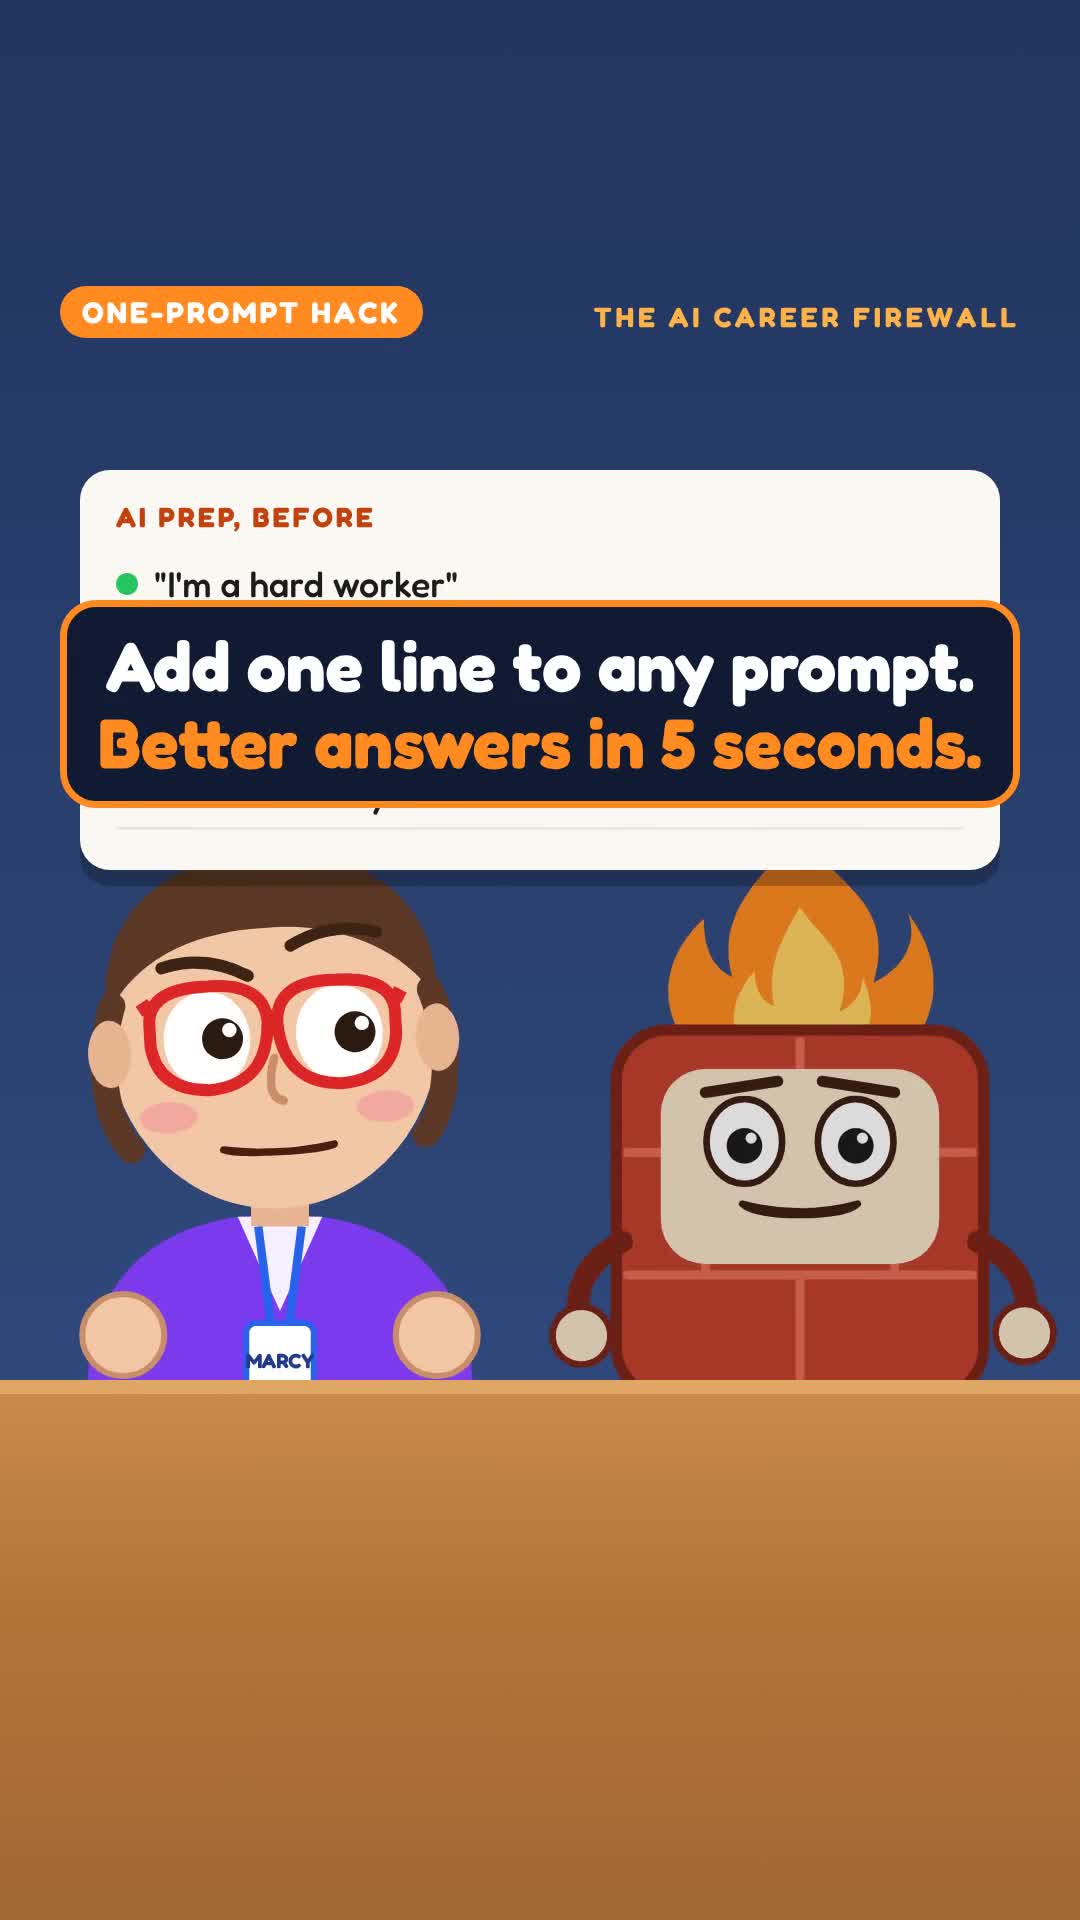 ONE-PROMPT HACK
THE AI CAREER FIREWALL
AI PREP, BEFORE
"I'm a hard worker"
Add one line to any prompt.
Better answers in 5 seconds.
MARCY